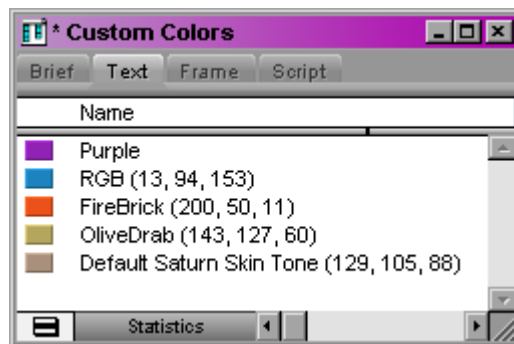 * Custom Colors
Brief Text Frame Script
Name
Purple
RGB (13, 94, 153)
FireBrick (200, 50, 11)
OliveDrab (143, 127, 60)
Default Saturn Skin Tone (129, 105, 88)
Statistics